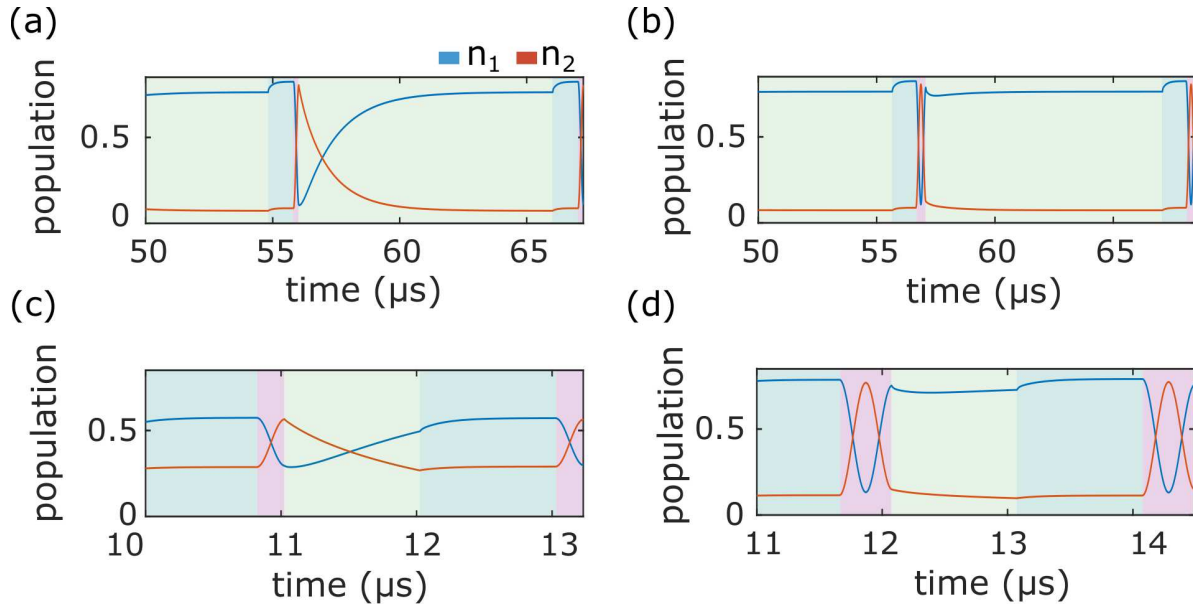 (a)
n₁ n₂
population
0.5
0
50 55 60 65
time (μs)
(b)
population
0.5
0
50 55 60 65
time (μs)
(c)
population
0.5
0
10 11 12 13
time (μs)
(d)
population
0.5
0
11 12 13 14
time (μs)